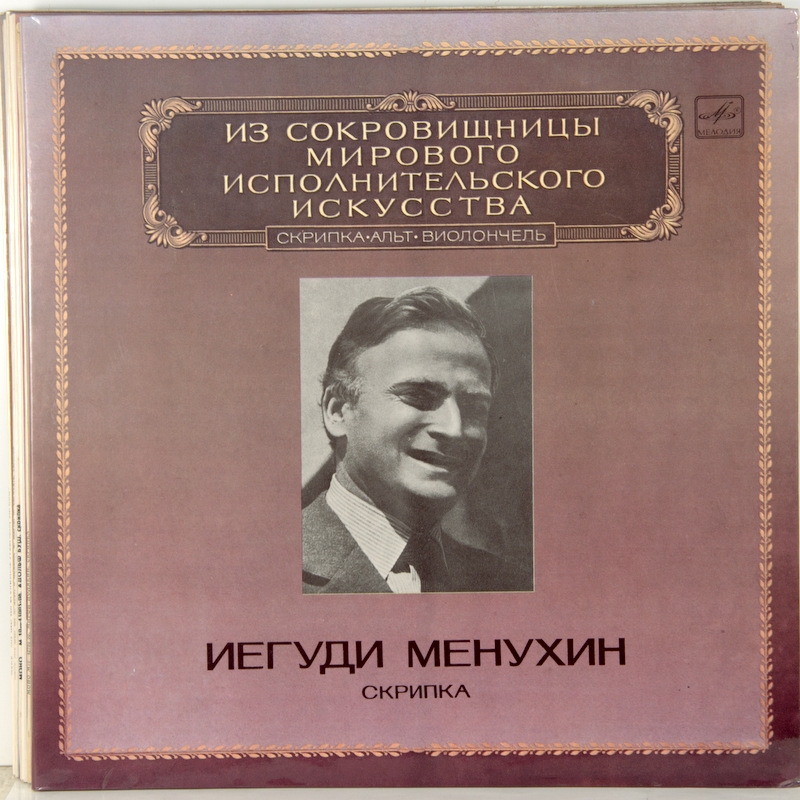 ИЗ СОКРОВИЩНИЦЫ
МИРОВОГО
ИСПОЛНИТЕЛЬСКОГО
ИСКУССТВА
СКРИПКА·АЛЬТ·ВИОЛОНЧЕЛЬ
МЕЛОДИЯ
ИЕГУДИ МЕНУХИН
СКРИПКА